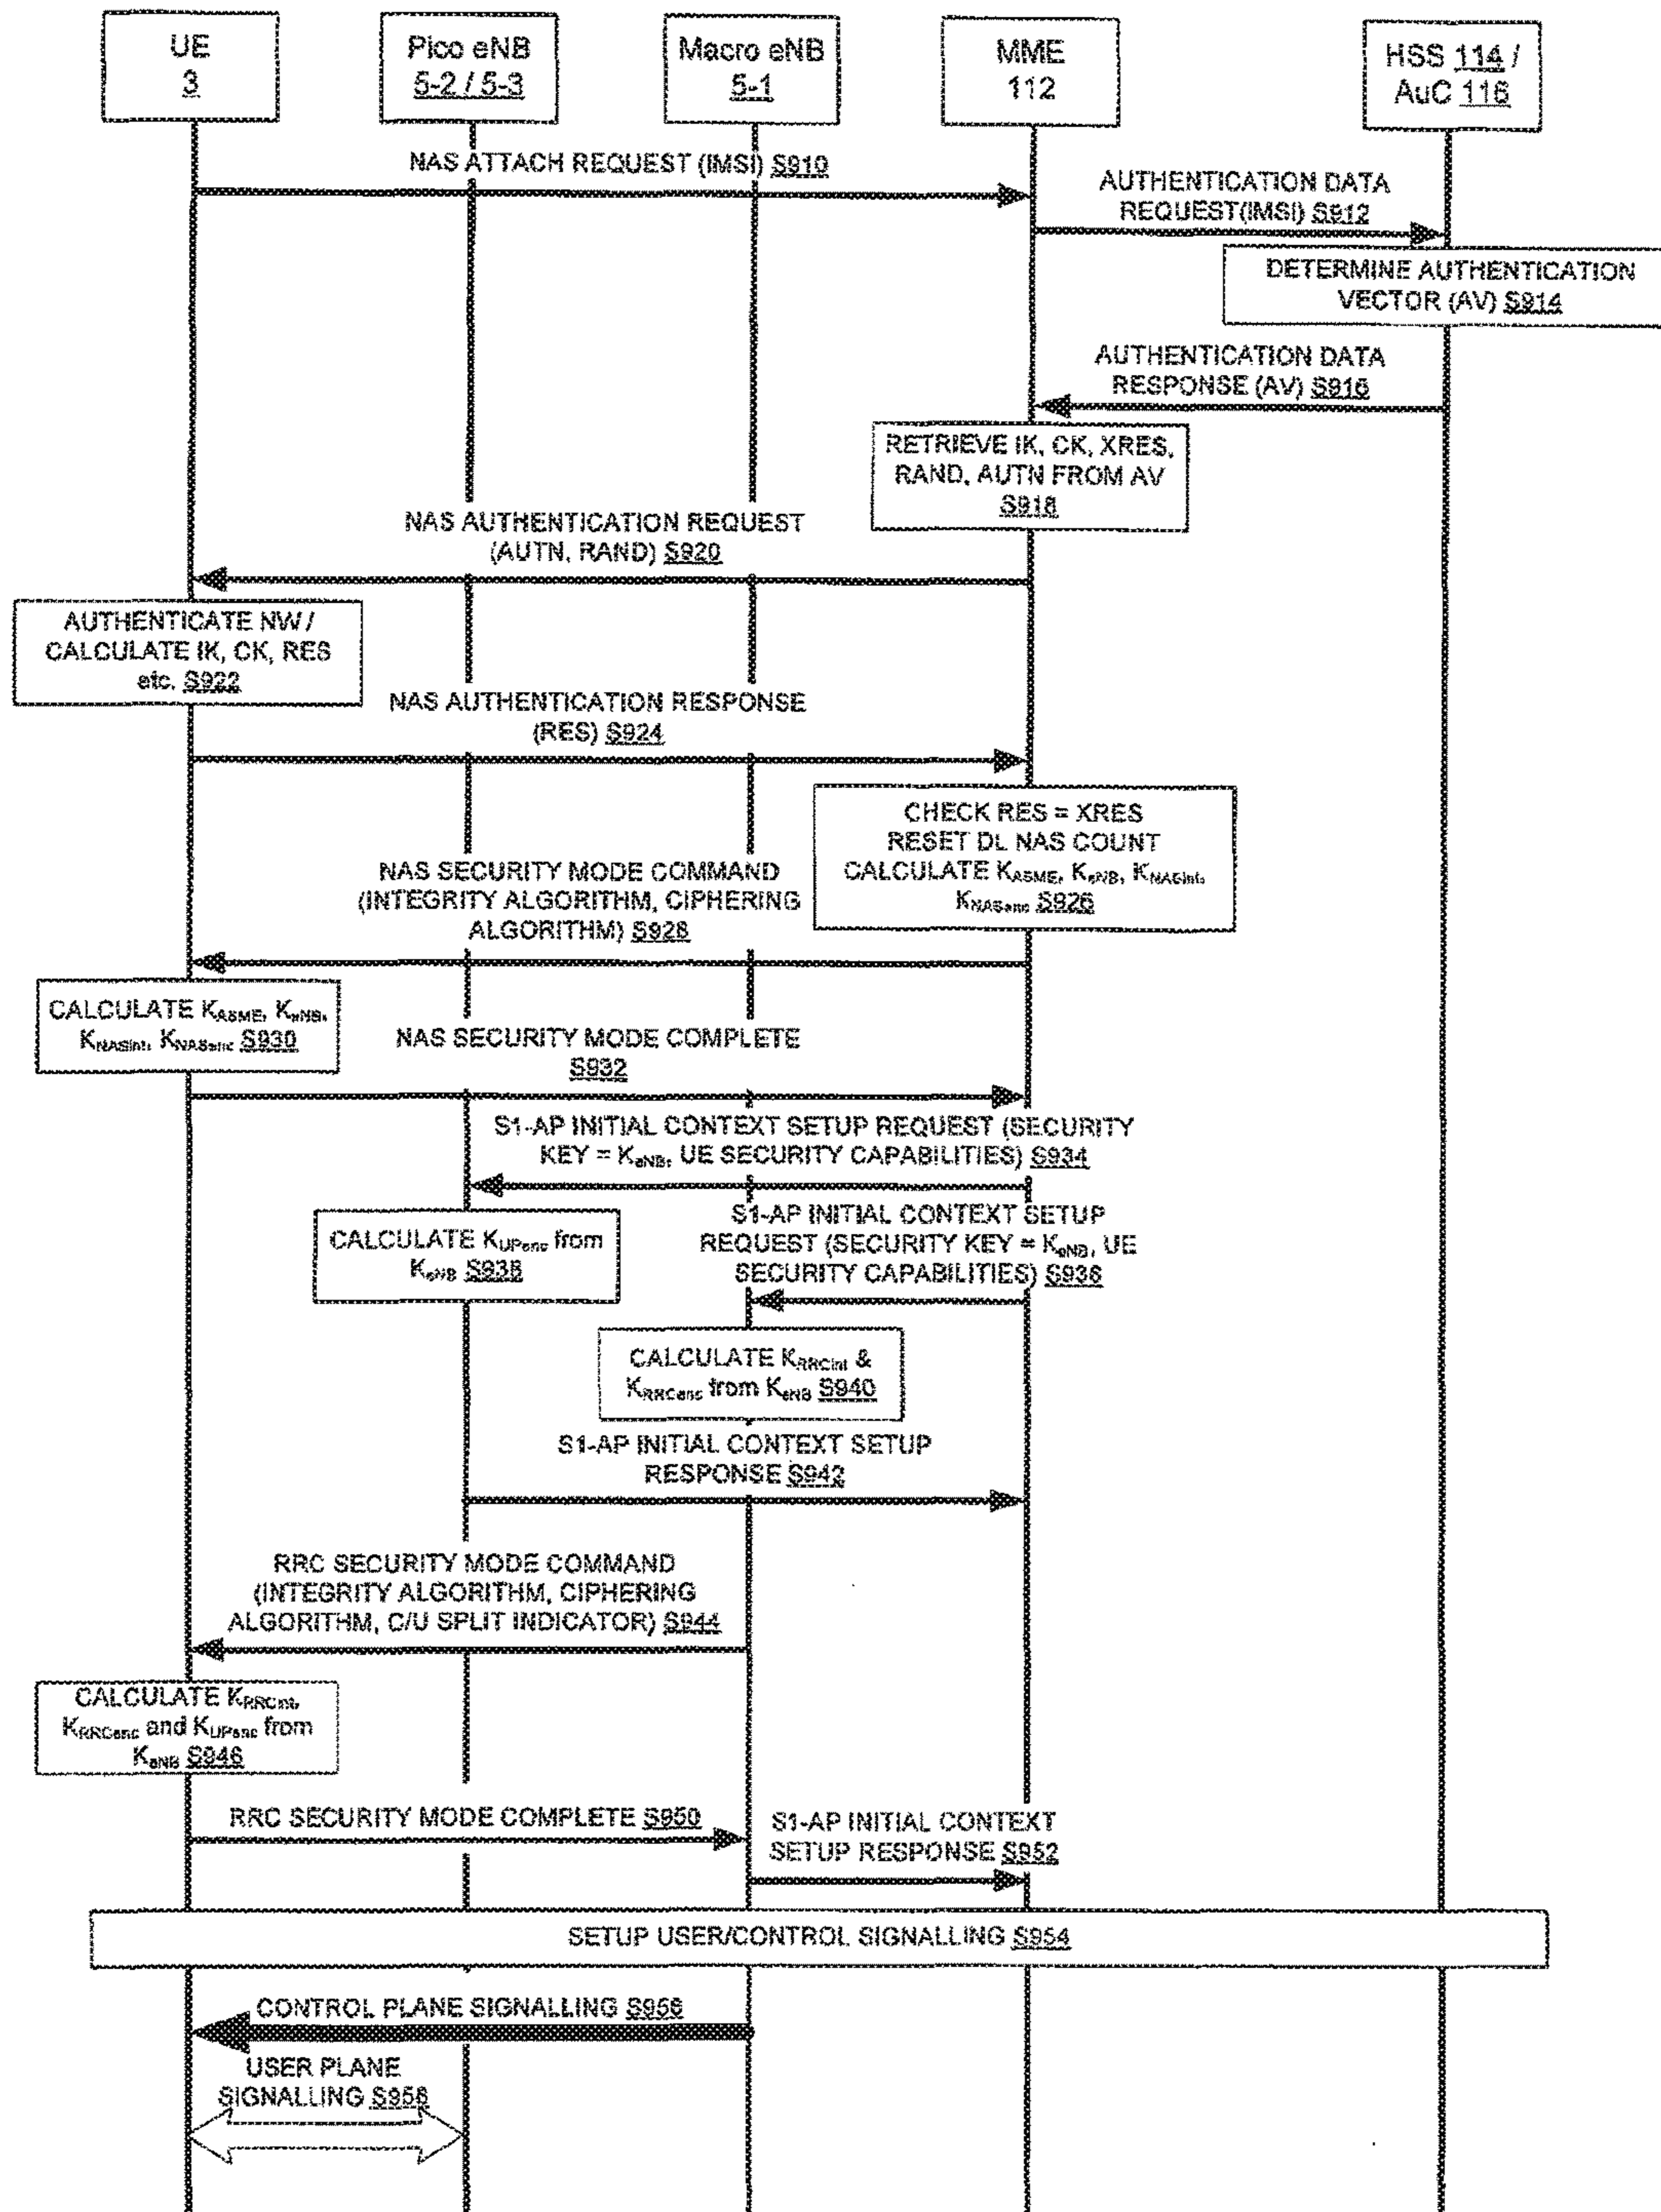 UE
3
Pico eNB
5-2 / 5-3
Macro eNB
5-1
MME
112
HSS 114 /
AuC 116
NAS ATTACH REQUEST (IMSI) S910
AUTHENTICATION DATA
REQUEST(IMSI) S912
DETERMINE AUTHENTICATION
VECTOR (AV) S914
AUTHENTICATION DATA
RESPONSE (AV) S916
RETRIEVE IK, CK, XRES,
RAND, AUTN FROM AV
S918
NAS AUTHENTICATION REQUEST
(AUTN, RAND) S920
AUTHENTICATE NW /
CALCULATE IK, CK, RES
etc. S922
NAS AUTHENTICATION RESPONSE
(RES) S924
CHECK RES = XRES
RESET DL NAS COUNT
CALCULATE KASME, KeNB, KNASint,
KNASenc S926
NAS SECURITY MODE COMMAND
(INTEGRITY ALGORITHM, CIPHERING
ALGORITHM) S928
CALCULATE KASME, KeNB,
KNASint, KNASenc S930
NAS SECURITY MODE COMPLETE
S932
S1-AP INITIAL CONTEXT SETUP REQUEST (SECURITY
KEY = KeNB, UE SECURITY CAPABILITIES) S934
CALCULATE KUPenc from
KeNB S938
S1-AP INITIAL CONTEXT SETUP
REQUEST (SECURITY KEY = KeNB, UE
SECURITY CAPABILITIES) S936
CALCULATE KRRCint &
KRRCenc from KeNB S940
S1-AP INITIAL CONTEXT SETUP
RESPONSE S942
RRC SECURITY MODE COMMAND
(INTEGRITY ALGORITHM, CIPHERING
ALGORITHM, C/U SPLIT INDICATOR) S944
CALCULATE KRRCint,
KRRCenc and KUPenc from
KeNB S946
RRC SECURITY MODE COMPLETE S950
S1-AP INITIAL CONTEXT
SETUP RESPONSE S952
SETUP USER/CONTROL SIGNALLING S954
CONTROL PLANE SIGNALLING S956
USER PLANE
SIGNALLING S958